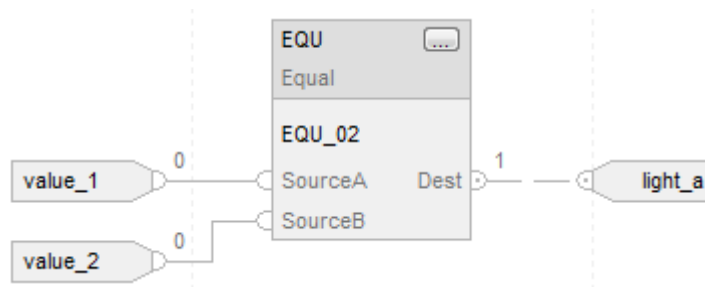 EQU ...
Equal
EQU_02
0
value_1
SourceA Dest
1
light_a
SourceB
0
value_2